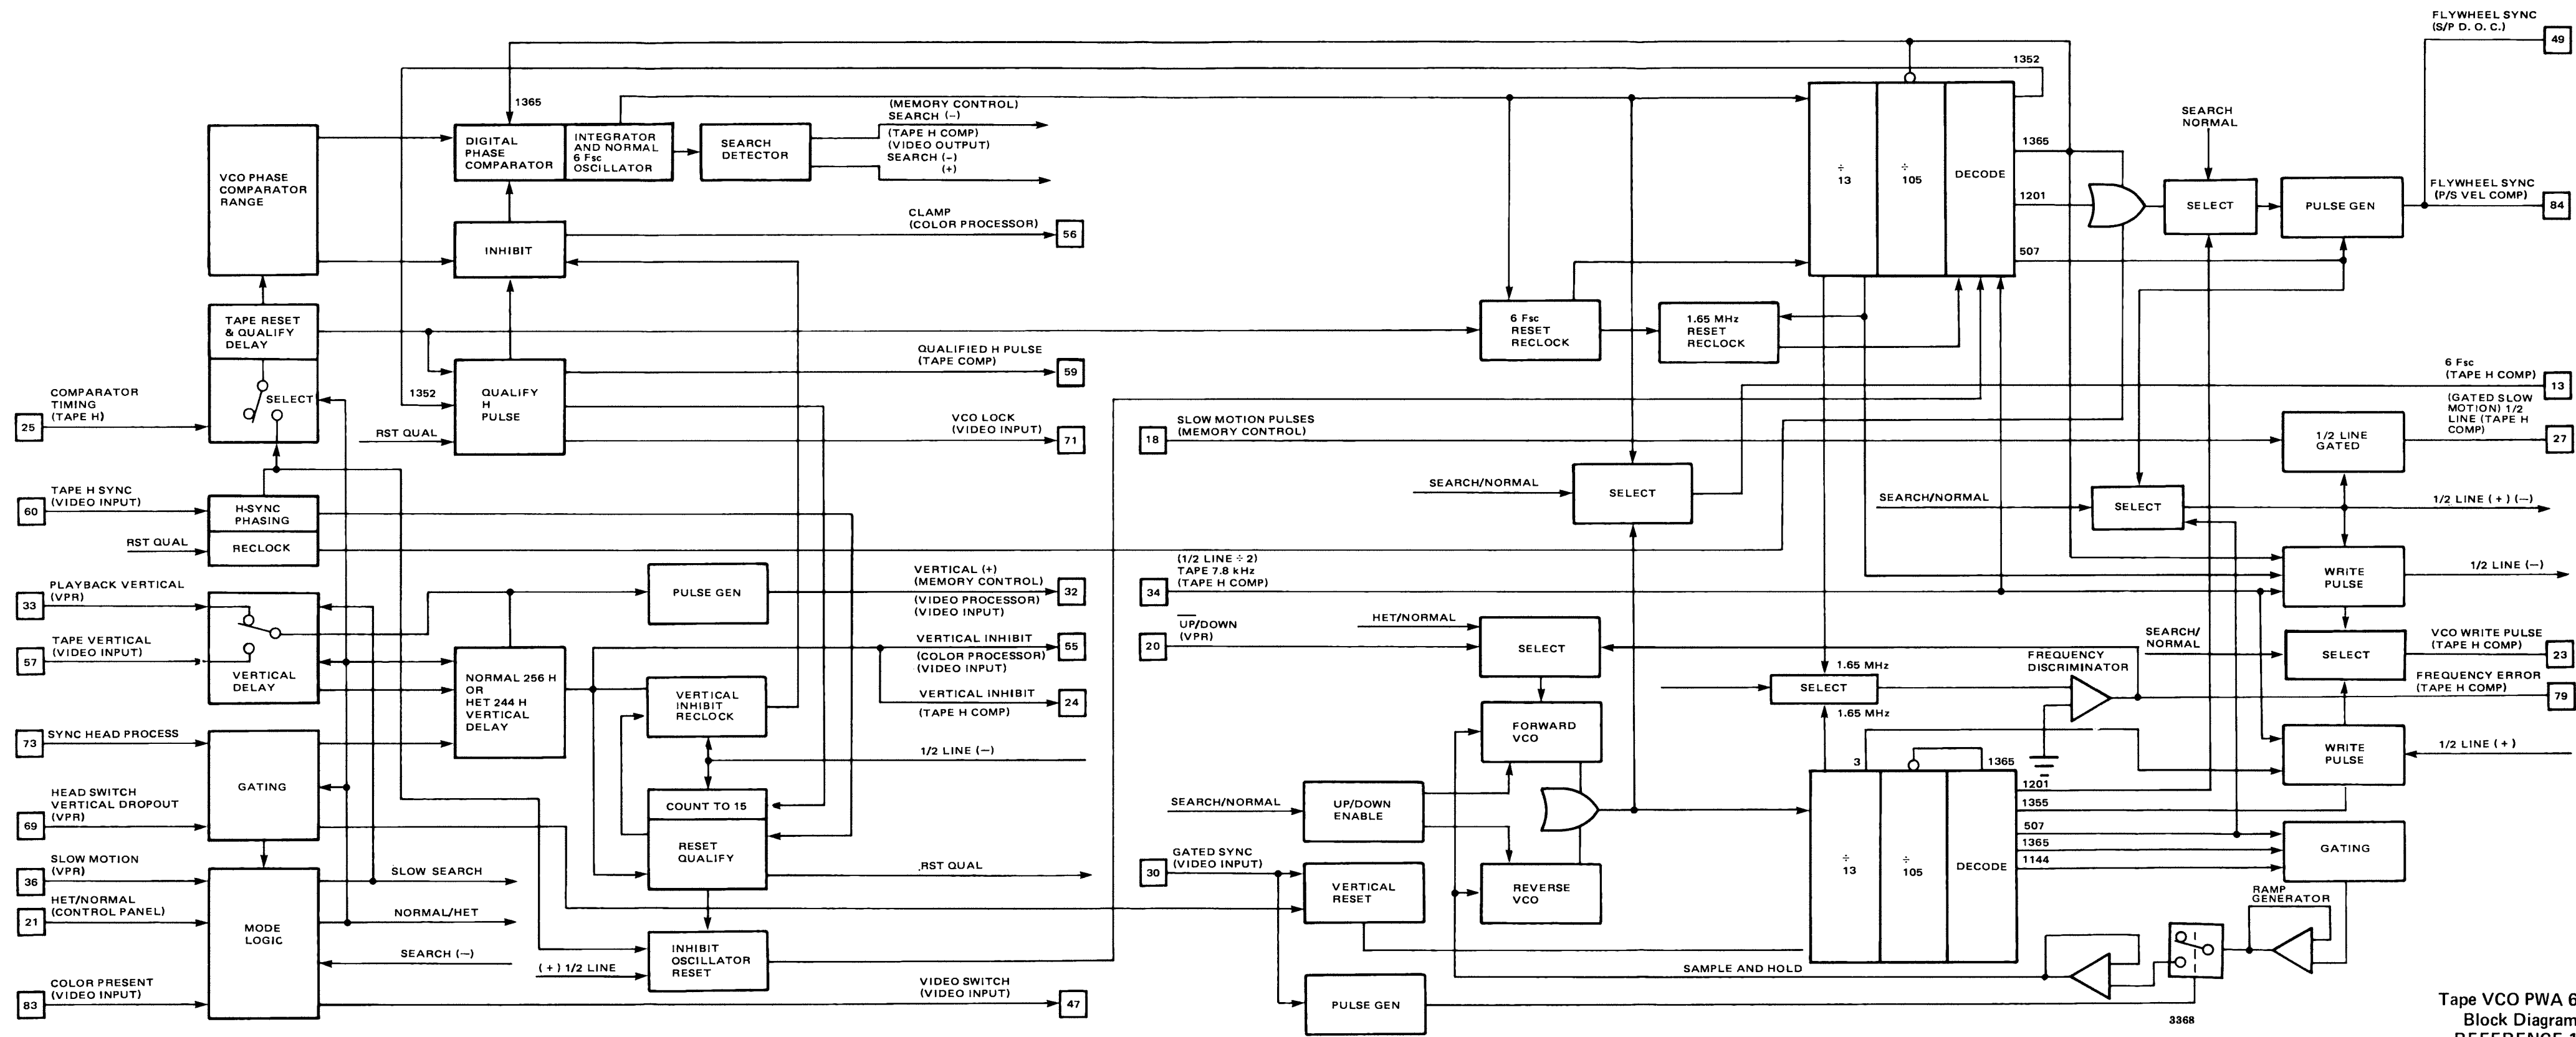 FLYWHEEL SYNC
(S/P D. O. C.)
49
1352
1365
(MEMORY CONTROL)
SEARCH (−)
(TAPE H COMP)
(VIDEO OUTPUT)
SEARCH (−)
(+)
VCO PHASE
COMPARATOR
RANGE
DIGITAL
PHASE
COMPARATOR
INTEGRATOR
AND NORMAL
6 Fsc
OSCILLATOR
SEARCH
DETECTOR
÷
13
÷
105
DECODE
1365
1201
507
SEARCH
NORMAL
SELECT
PULSE GEN
FLYWHEEL SYNC
(P/S VEL COMP)
84
INHIBIT
CLAMP
(COLOR PROCESSOR)
56
TAPE RESET
& QUALIFY
DELAY
SELECT
6 Fsc
RESET
RECLOCK
1.65 MHz
RESET
RECLOCK
COMPARATOR
TIMING
(TAPE H)
25
1352
RST QUAL
QUALIFY
H
PULSE
QUALIFIED H PULSE
(TAPE COMP)
59
VCO LOCK
(VIDEO INPUT)
71
SLOW MOTION PULSES
(MEMORY CONTROL)
18
6 Fsc
(TAPE H COMP)
13
(GATED SLOW
MOTION) 1/2
LINE (TAPE H
COMP)
27
1/2 LINE
GATED
TAPE H SYNC
(VIDEO INPUT)
60
H-SYNC
PHASING
RST QUAL
RECLOCK
SEARCH/NORMAL
SELECT
SEARCH/NORMAL
SELECT
1/2 LINE (+) (−)
PLAYBACK VERTICAL
(VPR)
33
TAPE VERTICAL
(VIDEO INPUT)
57
VERTICAL
DELAY
PULSE GEN
VERTICAL (+)
(MEMORY CONTROL)
32
(VIDEO PROCESSOR)
(VIDEO INPUT)
VERTICAL INHIBIT
55
(COLOR PROCESSOR)
(VIDEO INPUT)
VERTICAL INHIBIT
24
(TAPE H COMP)
(1/2 LINE ÷ 2)
TAPE 7.8 kHz
(TAPE H COMP)
34
UP/DOWN
(VPR)
20
HET/NORMAL
SELECT
WRITE
PULSE
1/2 LINE (−)
SEARCH/
NORMAL
SELECT
VCO WRITE PULSE
(TAPE H COMP)
23
FREQUENCY
DISCRIMINATOR
FREQUENCY ERROR
(TAPE H COMP)
79
1.65 MHz
SELECT
1.65 MHz
NORMAL 256 H
OR
HET 244 H
VERTICAL
DELAY
VERTICAL
INHIBIT
RECLOCK
SYNC HEAD PROCESS
73
GATING
1/2 LINE (−)
FORWARD
VCO
WRITE
PULSE
1/2 LINE (+)
HEAD SWITCH
VERTICAL DROPOUT
(VPR)
69
COUNT TO 15
RESET
QUALIFY
RST QUAL
SEARCH/NORMAL
UP/DOWN
ENABLE
3
1365
1201
1355
507
1365
1144
÷
13
÷
105
DECODE
GATING
SLOW MOTION
(VPR)
36
HET/NORMAL
(CONTROL PANEL)
21
MODE
LOGIC
SLOW SEARCH
NORMAL/HET
SEARCH (−)
GATED SYNC
(VIDEO INPUT)
30
VERTICAL
RESET
REVERSE
VCO
RAMP
GENERATOR
INHIBIT
OSCILLATOR
RESET
(+) 1/2 LINE
SAMPLE AND HOLD
COLOR PRESENT
(VIDEO INPUT)
83
VIDEO SWITCH
(VIDEO INPUT)
47
PULSE GEN
3368
Tape VCO PWA 6
Block Diagram